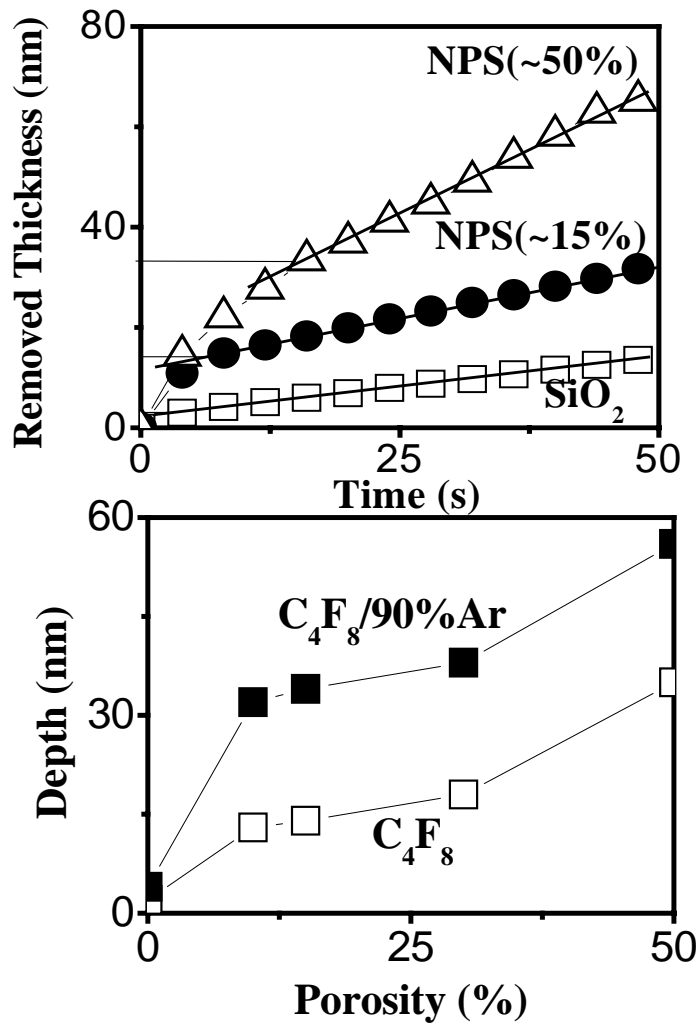 80
NPS(~50%)
Removed Thickness (nm)
40
NPS(~15%)
SiO₂
0
0 25 50
Time (s)
60
C₄F₈/90%Ar
Depth (nm)
30
C₄F₈
0
0 25 50
Porosity (%)